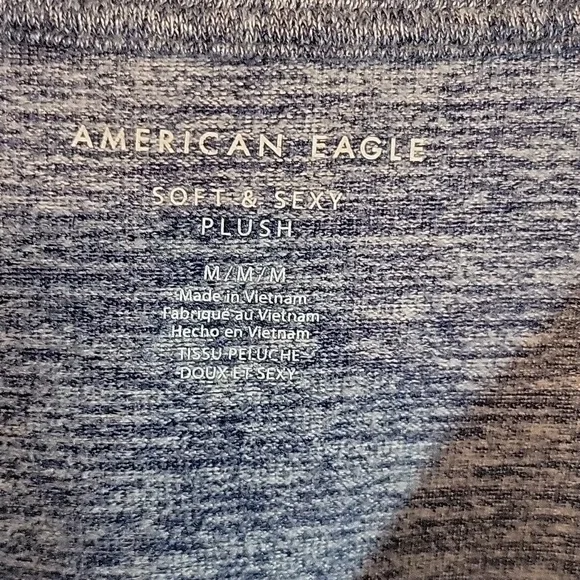 AMERICAN EAGLE
SOFT & SEXY
PLUSH
M/M/M
Made in Vietnam
Fabriqué au Vietnam
Hecho en Vietnam
TISSU PELUCHE
DOUX ET SEXY